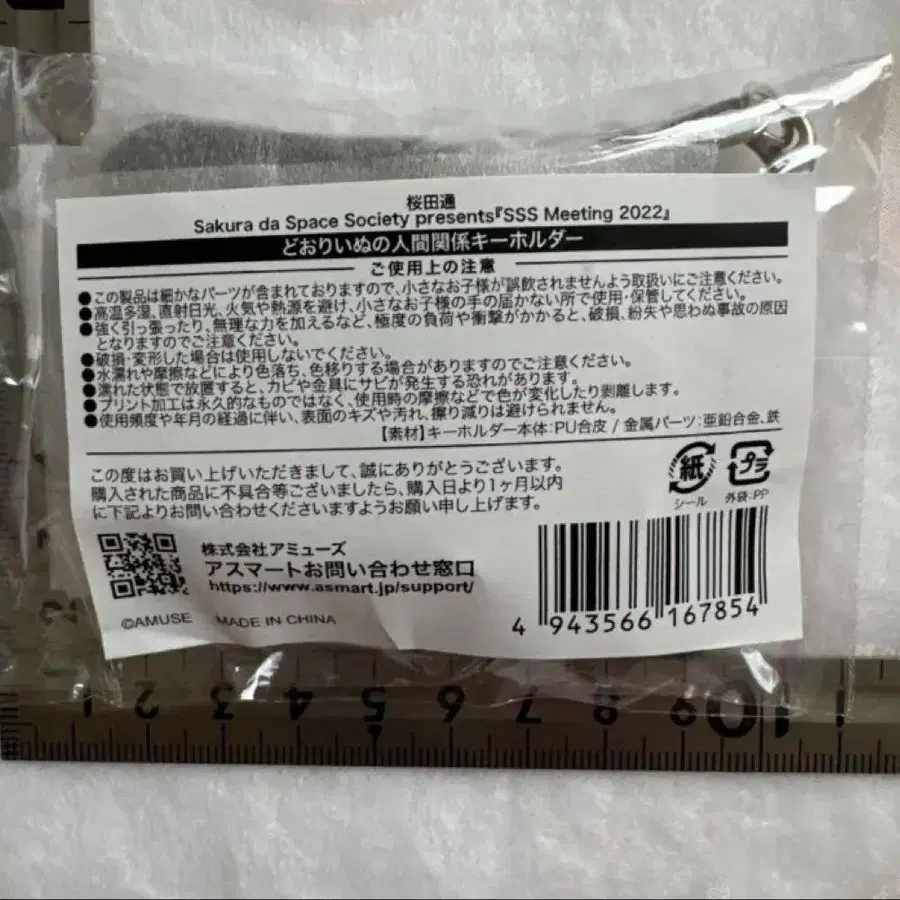 桜田通
Sakura da Space Society presents『SSS Meeting 2022』
どおりいぬの人間関係キーホルダー
ご使用上の注意
●この製品は細かなパーツが含まれておりますので、小さなお子様が誤飲されませんよう取扱いにご注意ください。
●高温多湿、直射日光、火気や熱源を避け、小さなお子様の手の届かない所で使用・保管してください。
●強く引っ張ったり、無理な力を加えるなど、極度の負荷や衝撃がかかると、破損、紛失や思わぬ事故の原因
となりますのでご注意ください。
●破損・変形した場合は使用しないでください。
●水濡れや摩擦などにより色落ち、色移りする場合がありますのでご注意ください。
●濡れた状態で放置すると、カビや金具にサビが発生する恐れがあります。
●プリント加工は永久的なものではなく、使用時の摩擦などで色が変化したり剥離します。
●使用頻度や年月の経過に伴い、表面のキズや汚れ、擦り減りは避けられません。
【素材】キーホルダー本体:PU合皮 / 金属パーツ:亜鉛合金、鉄
この度はお買い上げいただきまして、誠にありがとうございます。
購入された商品に不具合等ございましたら、購入日より1ヶ月以内
に下記よりお問い合わせくださいますようお願い申し上げます。
紙
シール
プラ
外袋:PP
株式会社アミューズ
アスマートお問い合わせ窓口
https://www.asmart.jp/support/
©AMUSE MADE IN CHINA
4 943566 167854
1 2 3 4 5 6 7 8 9 10 1